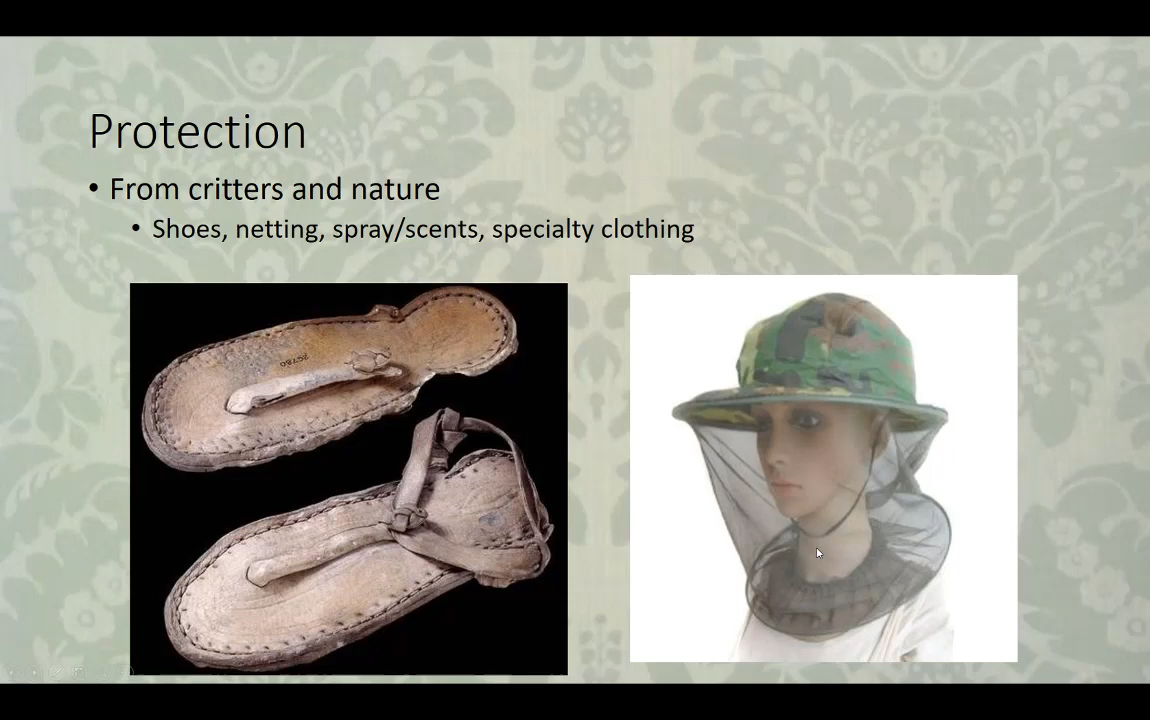 Protection
• From critters and nature
• Shoes, netting, spray/scents, specialty clothing